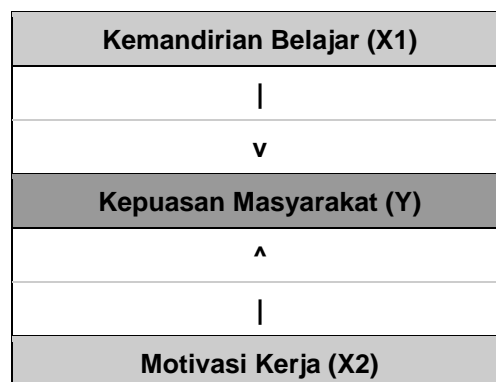 Kemandirian Belajar (X1)
|
v
Kepuasan Masyarakat (Y)
^
|
Motivasi Kerja (X2)